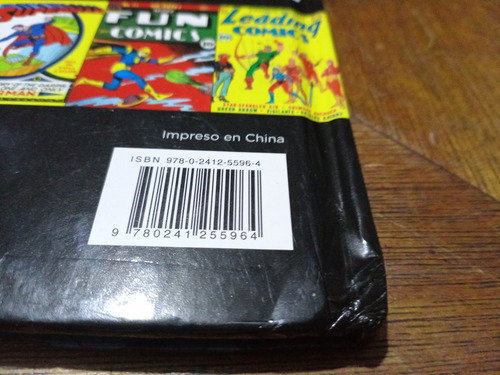 FUN
COMICS
Leading
COMICS
Impreso en China
ISBN 978-0-2412-5596-4
9 780241 255964